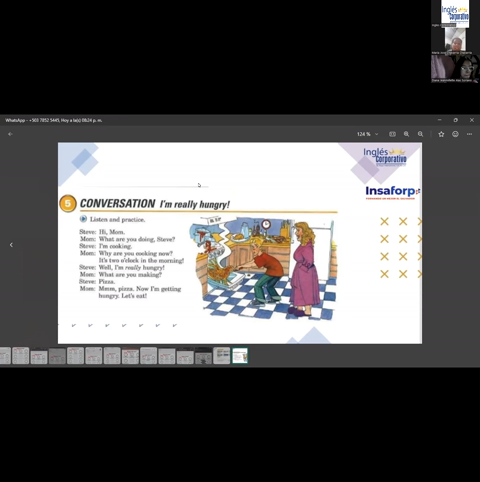 Inglés
Corporativo
WhatsApp - +503 7852 5445, Hoy a la(s) 08:24 p. m.
124 %
Inglés
Corporativo
Insaforp
5 CONVERSATION I'm really hungry!
Listen and practice.
Steve: Hi, Mom.
Mom: What are you doing, Steve?
Steve: I'm cooking.
Mom: Why are you cooking now?
It's two o'clock in the morning!
Steve: Well, I'm really hungry!
Mom: What are you making?
Steve: Pizza.
Mom: Mmm, pizza. Now I'm getting
hungry. Let's eat!